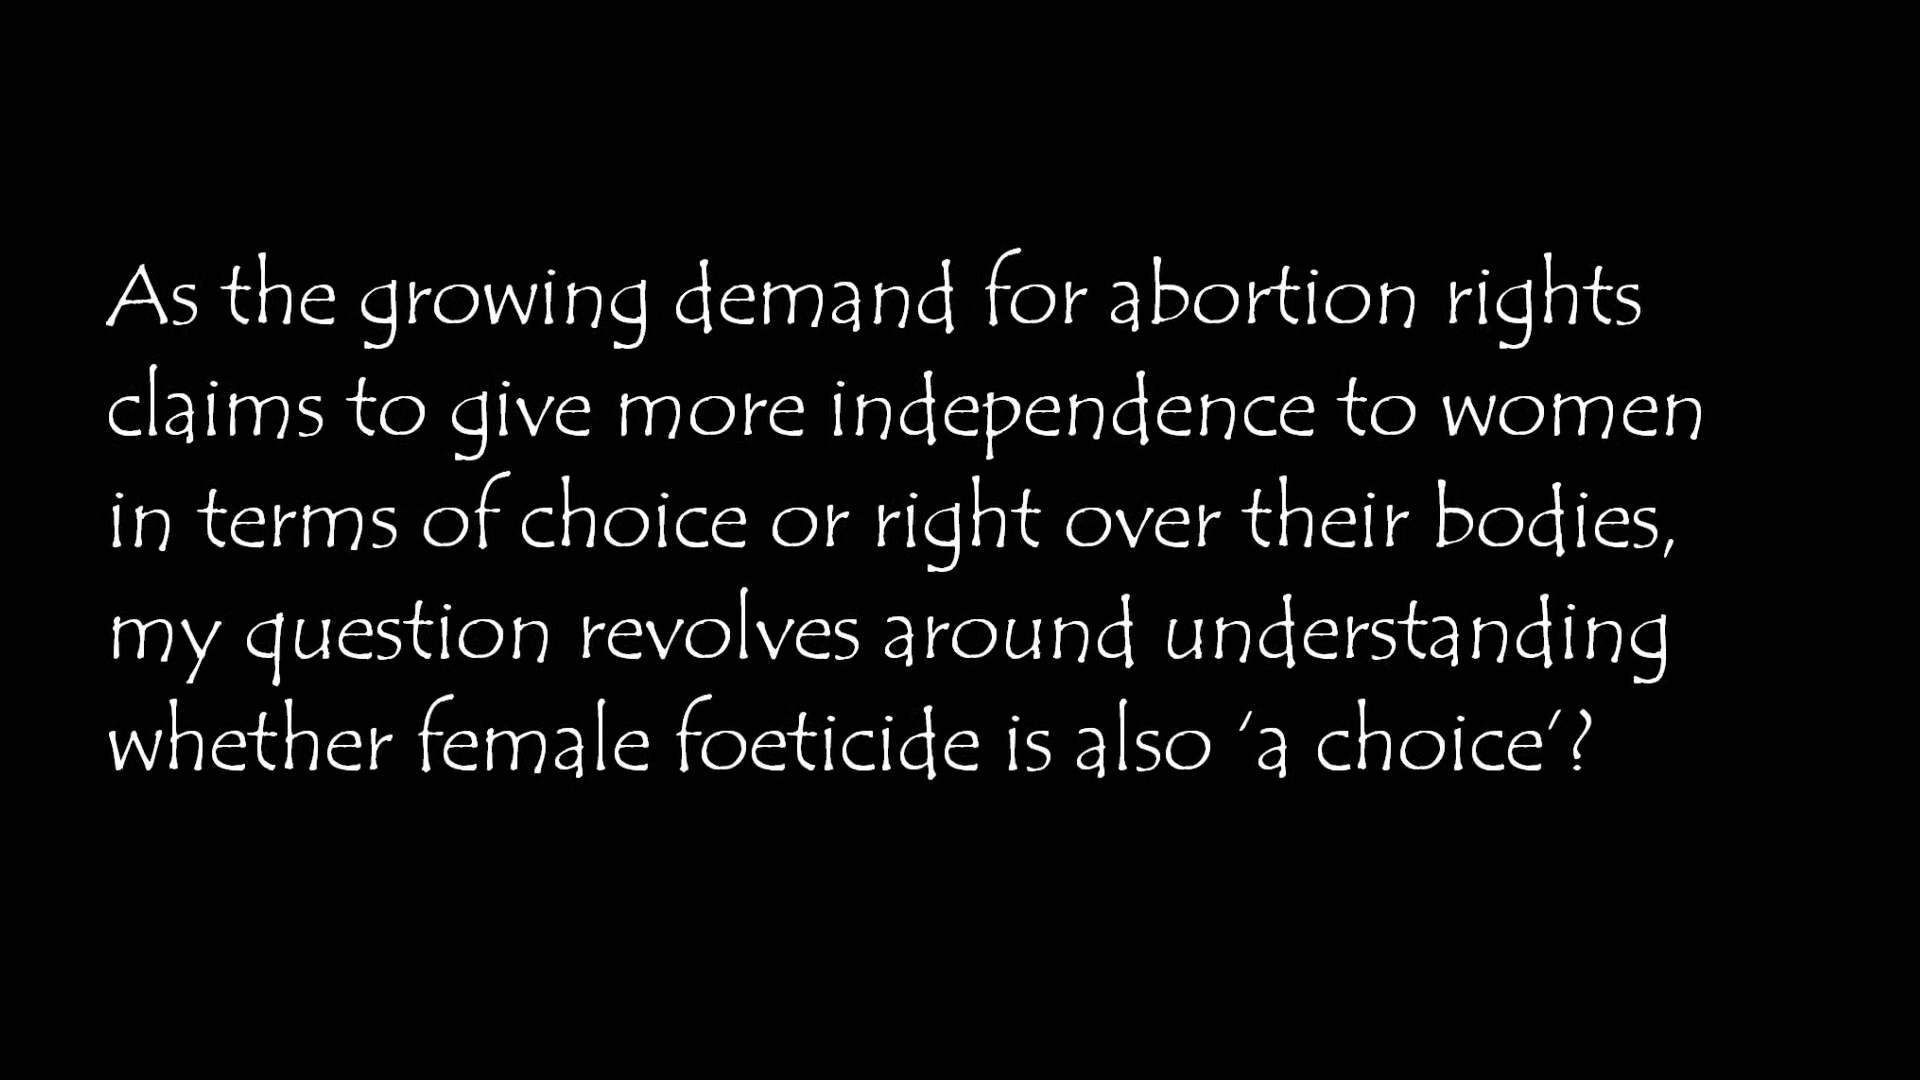 As the growing demand for abortion rights
claims to give more independence to women
in terms of choice or right over their bodies,
my question revolves around understanding
whether female foeticide is also ‘a choice’?